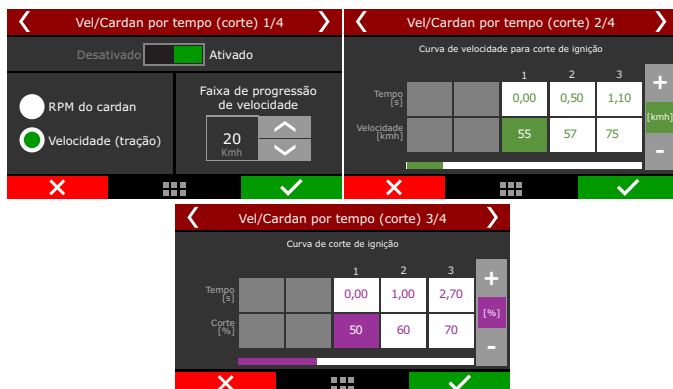 Vel/Cardan por tempo (corte) 1/4
Desativado Ativado
RPM do cardan
Velocidade (tração)
Faixa de progressão
de velocidade
20
Kmh
Vel/Cardan por tempo (corte) 2/4
Curva de velocidade para corte de ignição
1 2 3
Tempo
[s]
0,00 0,50 1,10
Velocidade
[kmh]
55 57 75
+
[kmh]
-
Vel/Cardan por tempo (corte) 3/4
Curva de corte de ignição
1 2 3
Tempo
[s]
0,00 1,00 2,70
Corte
[%]
50 60 70
+
[%]
-